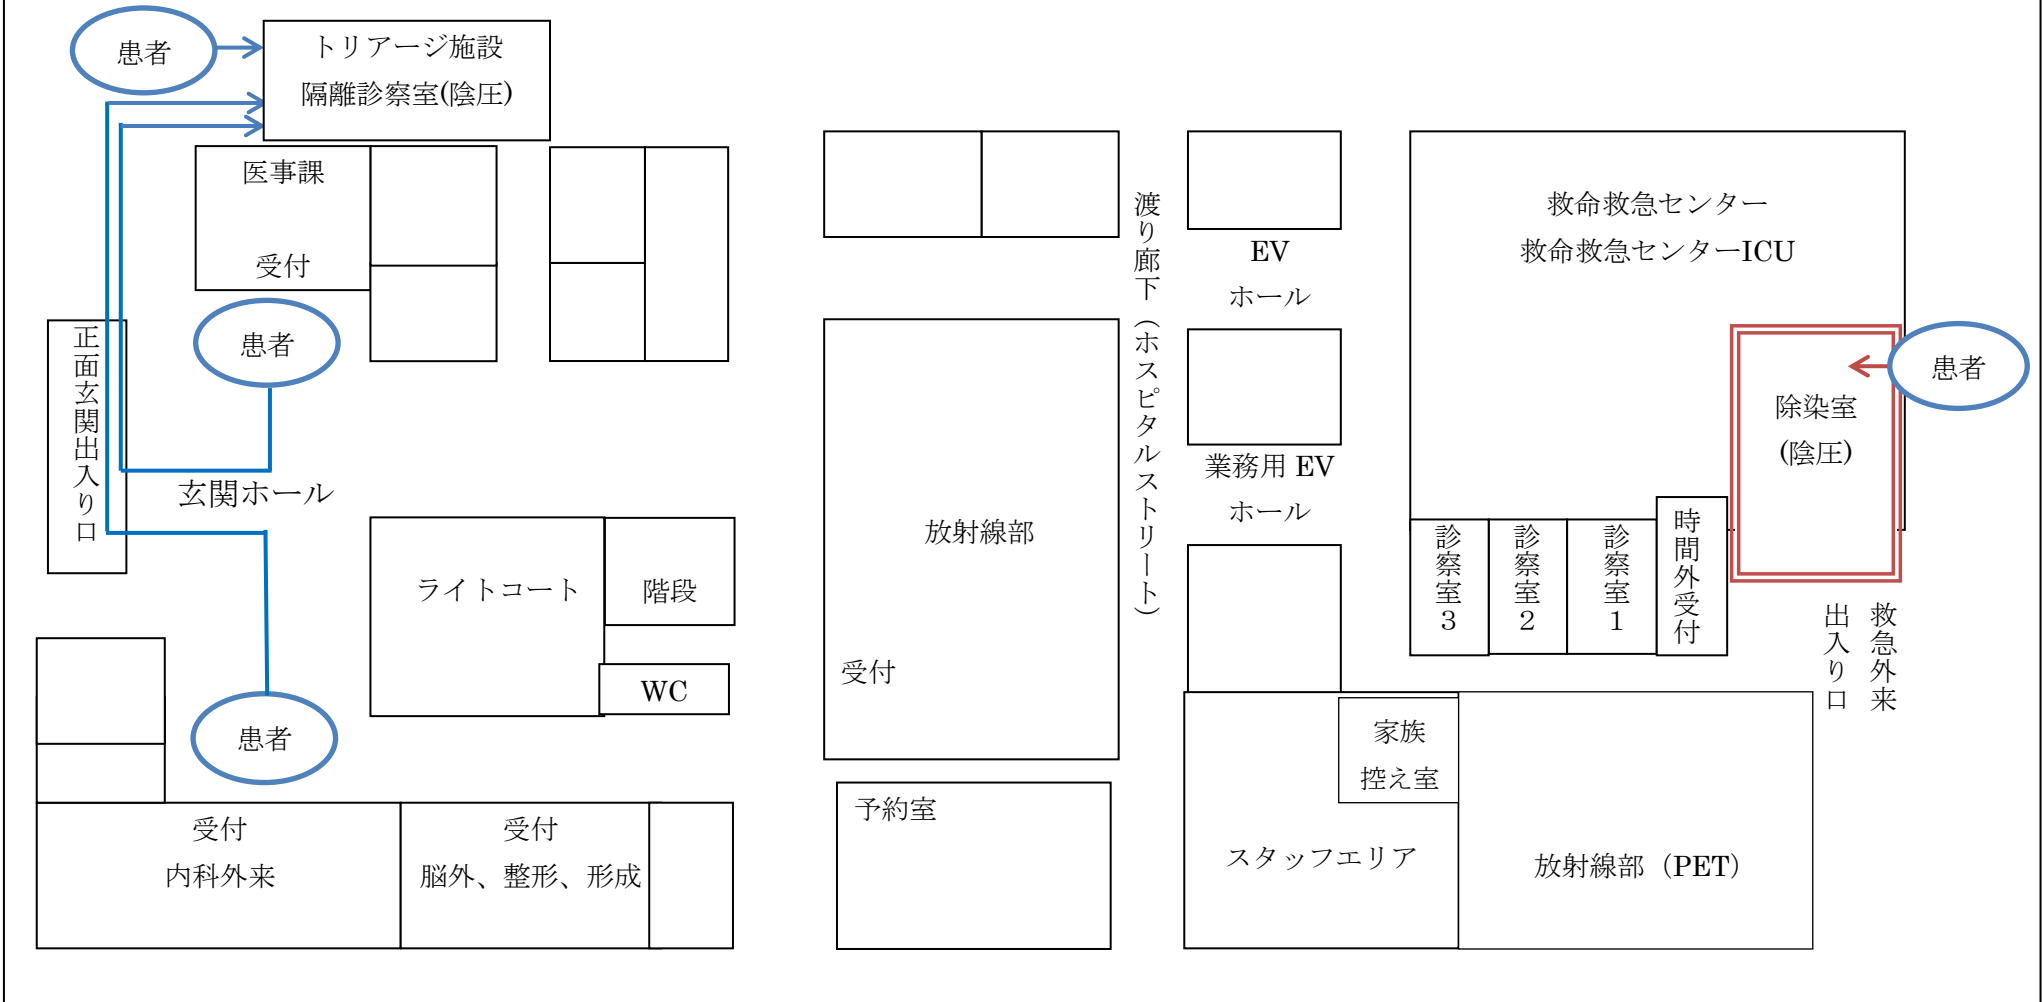 患者
トリアージ施設
隔離診察室(陰圧)
医事課
受付
患者
正面玄関出入り口
玄関ホール
ライトコート
階段
WC
患者
受付
内科外来
受付
脳外、整形、形成
放射線部
受付
予約室
渡り廊下（ホスピタルストリート）
EV
ホール
業務用 EV
ホール
救命救急センター
救命救急センターICU
患者
除染室
(陰圧)
診察室3
診察室2
診察室1
時間外受付
救急外来
出入り口
家族
控え室
スタッフエリア
放射線部（PET）